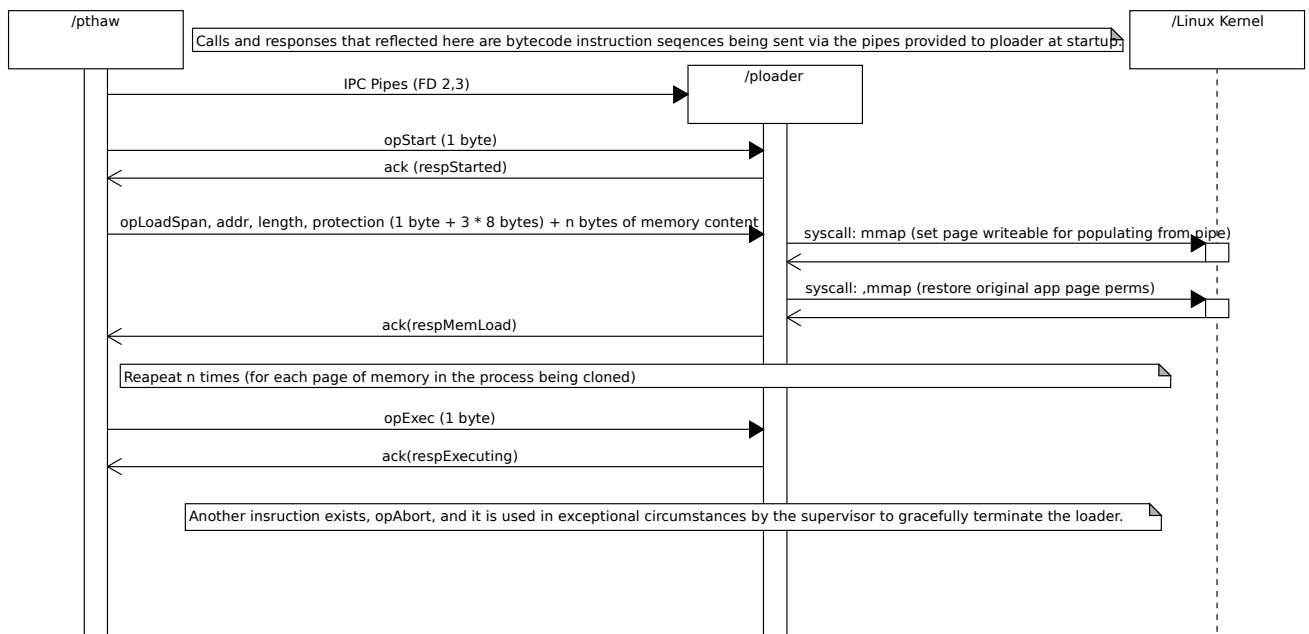 /pthaw
Calls and responses that reflected here are bytecode instruction seqences being sent via the pipes provided to ploader at startup.
/Linux Kernel
/ploader
IPC Pipes (FD 2,3)
opStart (1 byte)
ack (respStarted)
opLoadSpan, addr, length, protection (1 byte + 3 * 8 bytes) + n bytes of memory content
syscall: mmap (set page writeable for populating from pipe)
syscall: ,mmap (restore original app page perms)
ack(respMemLoad)
Reapeat n times (for each page of memory in the process being cloned)
opExec (1 byte)
ack(respExecuting)
Another insruction exists, opAbort, and it is used in exceptional circumstances by the supervisor to gracefully terminate the loader.